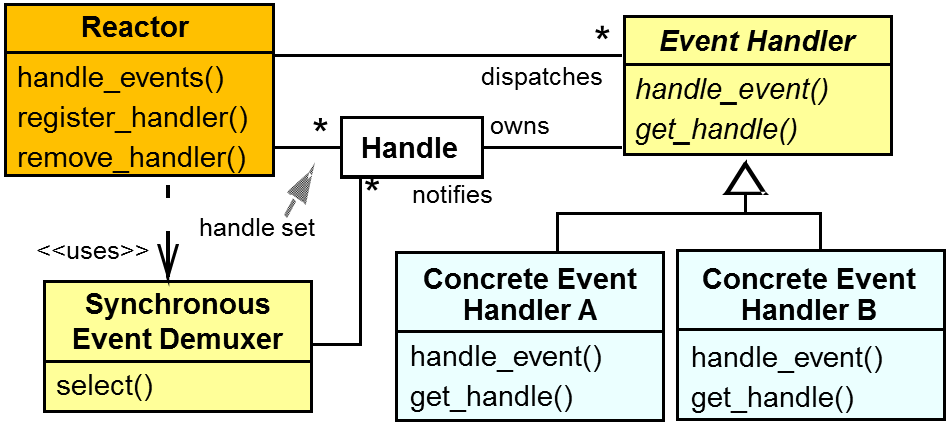 Reactor
handle_events()
register_handler()
remove_handler()
*
dispatches
Event Handler
handle_event()
get_handle()
*
Handle
owns
notifies
*
handle set
<<uses>>
Synchronous
Event Demuxer
select()
Concrete Event
Handler A
handle_event()
get_handle()
Concrete Event
Handler B
handle_event()
get_handle()